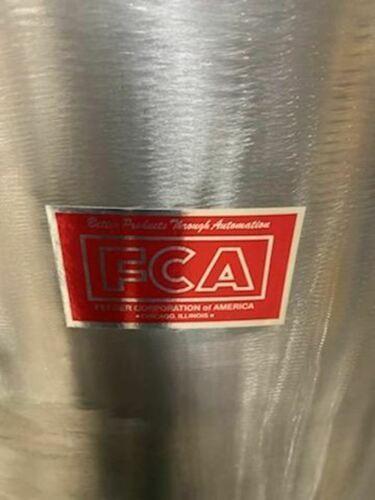 Better Products Through Automation
FCA
FEEDER CORPORATION of AMERICA
• CHICAGO, ILLINOIS •